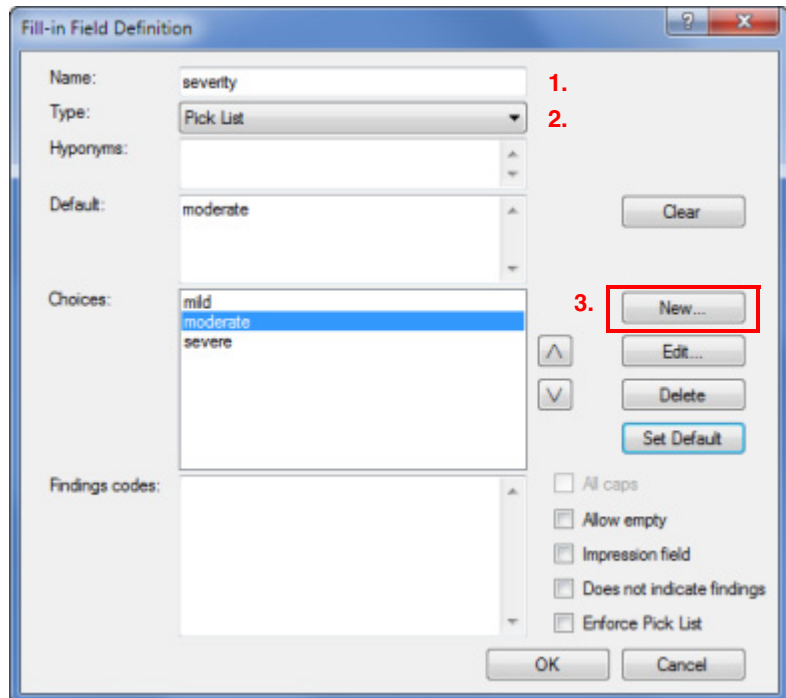 Fill-in Field Definition
?
X
Name:
severity
1.
Type:
Pick List
2.
Hyponyms:
Default:
moderate
Clear
Choices:
mild
moderate
severe
3.
New...
Edit...
Delete
Set Default
Findings codes:
All caps
Allow empty
Impression field
Does not indicate findings
Enforce Pick List
OK
Cancel